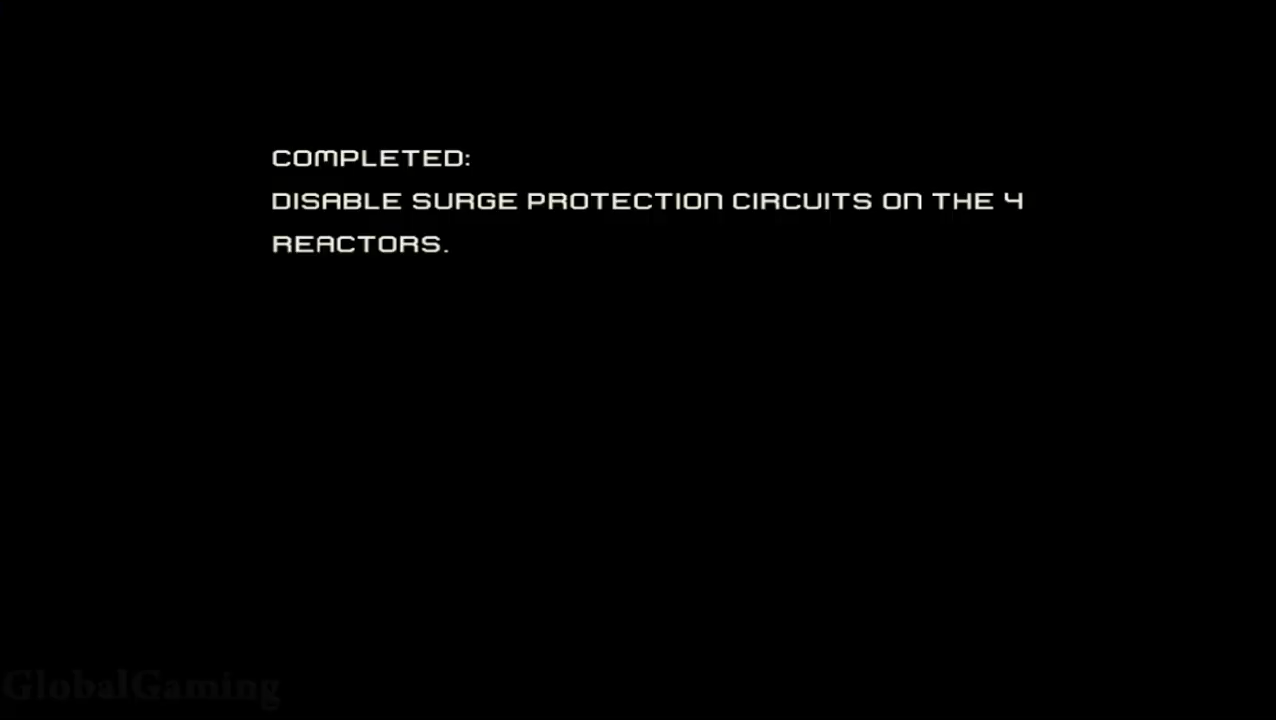 COMPLETED:
DISABLE SURGE PROTECTION CIRCUITS ON THE 4
REACTORS.
GlobalGaming